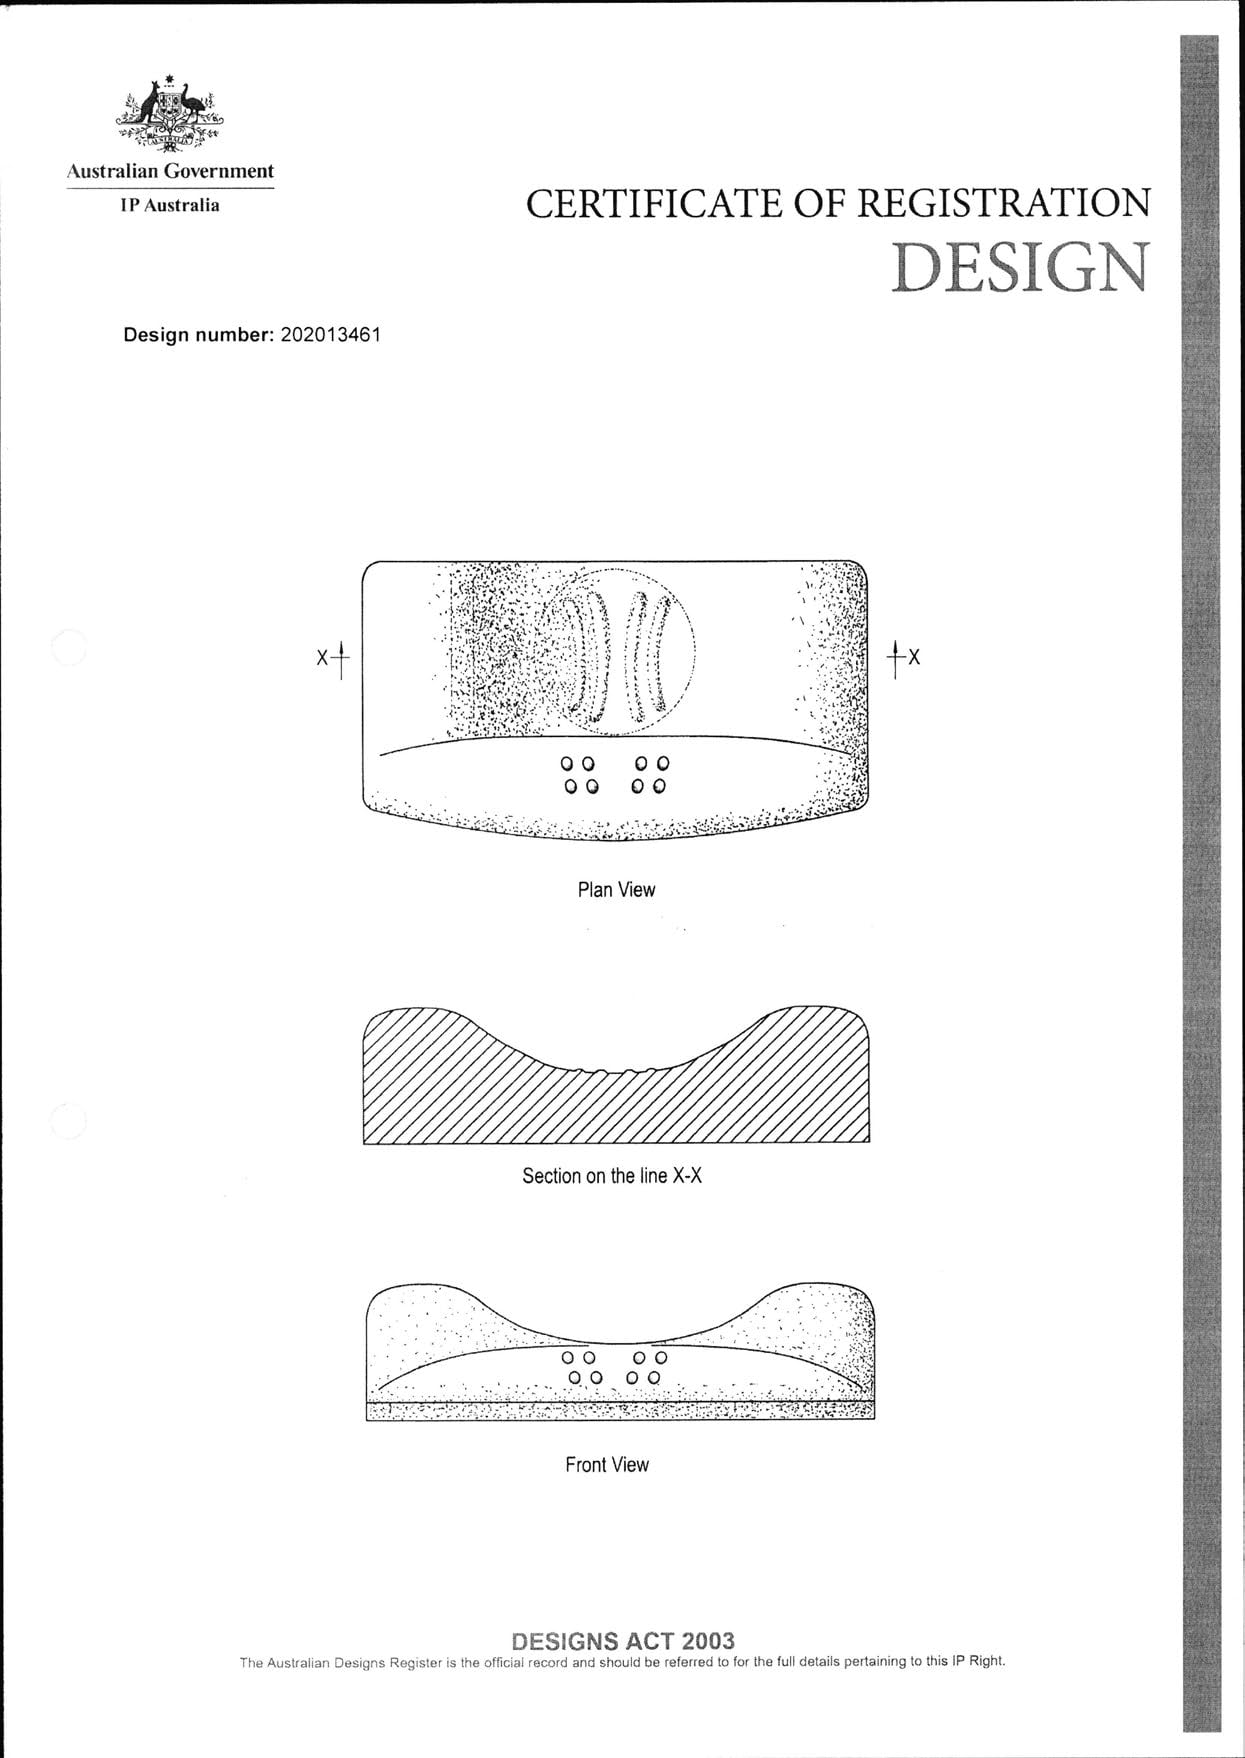 Australian Government
IP Australia
CERTIFICATE OF REGISTRATION
DESIGN
Design number: 202013461
X
X
Plan View
Section on the line X-X
Front View
DESIGNS ACT 2003
The Australian Designs Register is the official record and should be referred to for the full details pertaining to this IP Right.